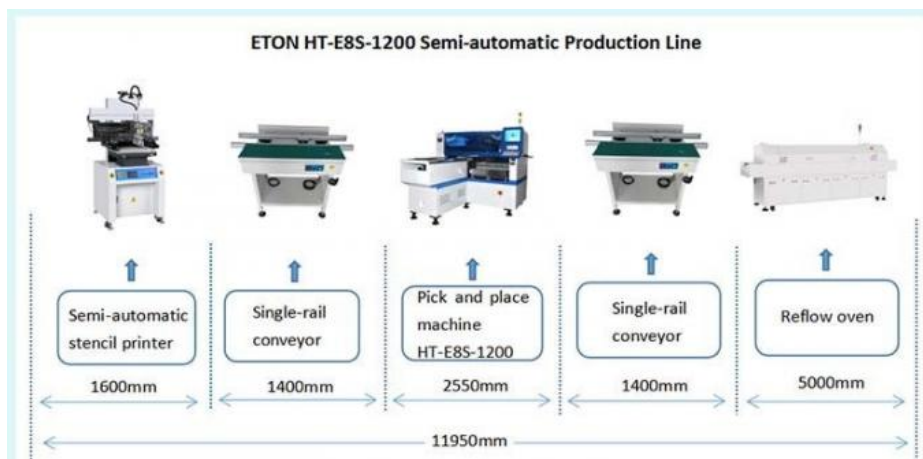 ETON HT-E8S-1200 Semi-automatic Production Line
Semi-automatic
stencil printer
Single-rail
conveyor
Pick and place
machine
HT-E8S-1200
Single-rail
conveyor
Reflow oven
1600mm
1400mm
2550mm
1400mm
5000mm
11950mm